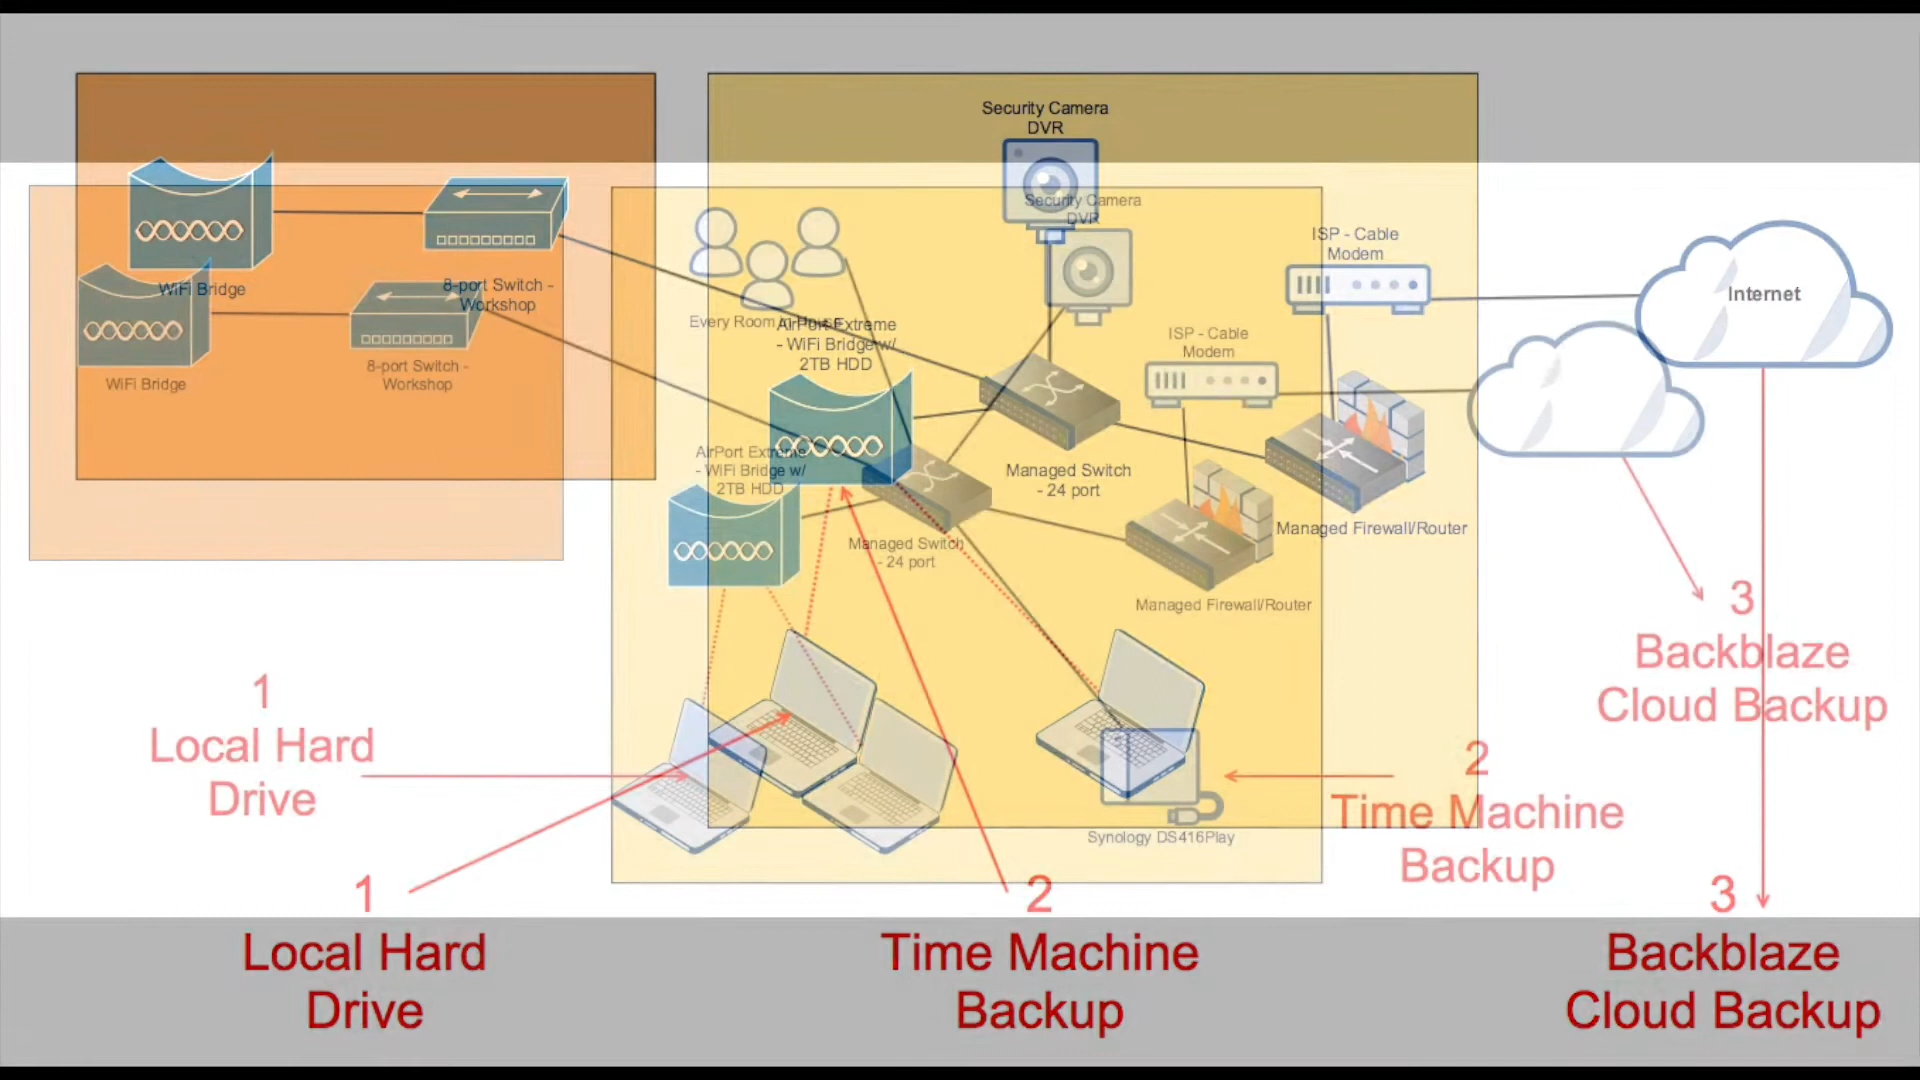 Security Camera
DVR
Security Camera
DVR
ISP - Cable
Modem
Internet
WiFi Bridge
8-port Switch -
Workshop
Every Room in House
AirPort Extreme
- WiFi Bridge w/
2TB HDD
ISP - Cable
Modem
WiFi Bridge
8-port Switch -
Workshop
AirPort Extreme
- WiFi Bridge w/
2TB HDD
Managed Switch
- 24 port
Managed Firewall/Router
Managed Switch
- 24 port
Managed Firewall/Router
3
Backblaze
Cloud Backup
1
Local Hard
Drive
2
Time Machine
Backup
Synology DS416Play
1
Local Hard
Drive
2
Time Machine
Backup
3
Backblaze
Cloud Backup